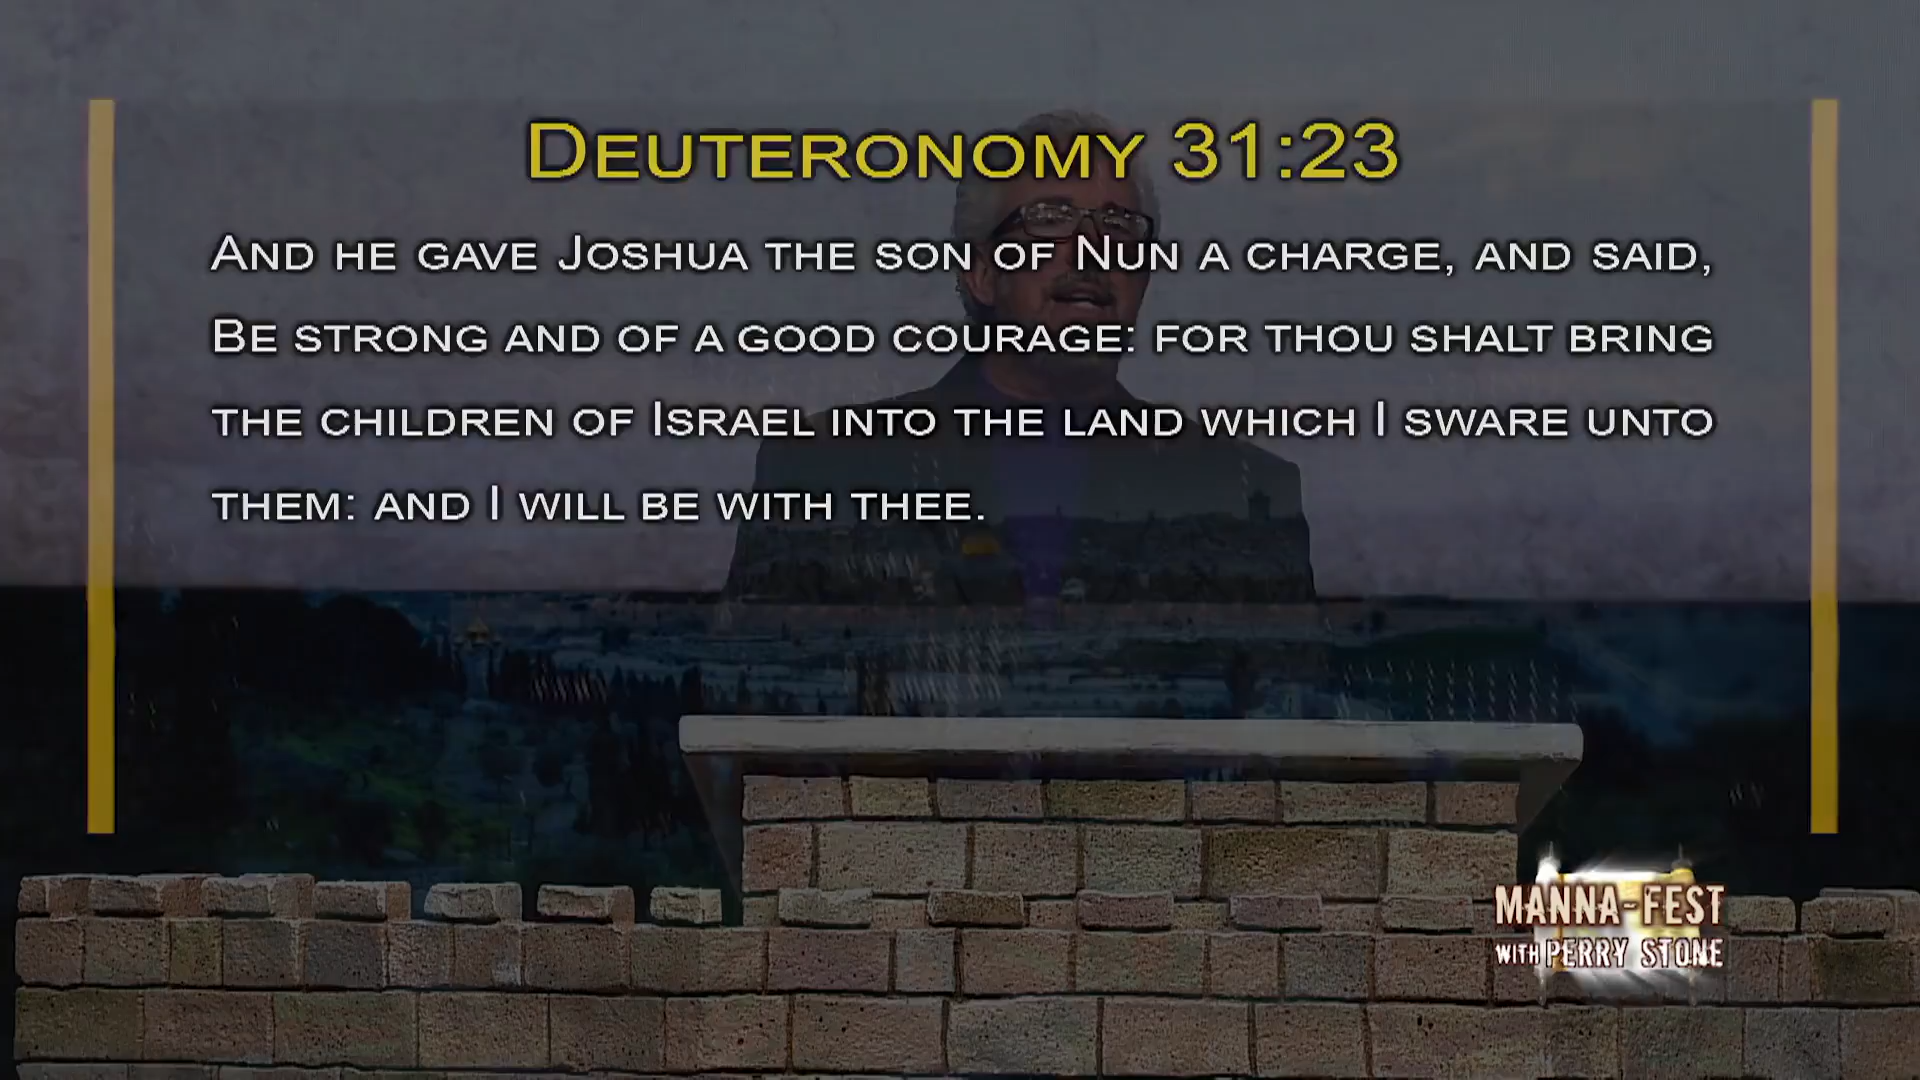 Deuteronomy 31:23
And he gave Joshua the son of Nun a charge, and said,
Be strong and of a good courage: for thou shalt bring
the children of Israel into the land which I sware unto
them: and I will be with thee.
MANNA-FEST
WITH PERRY STONE